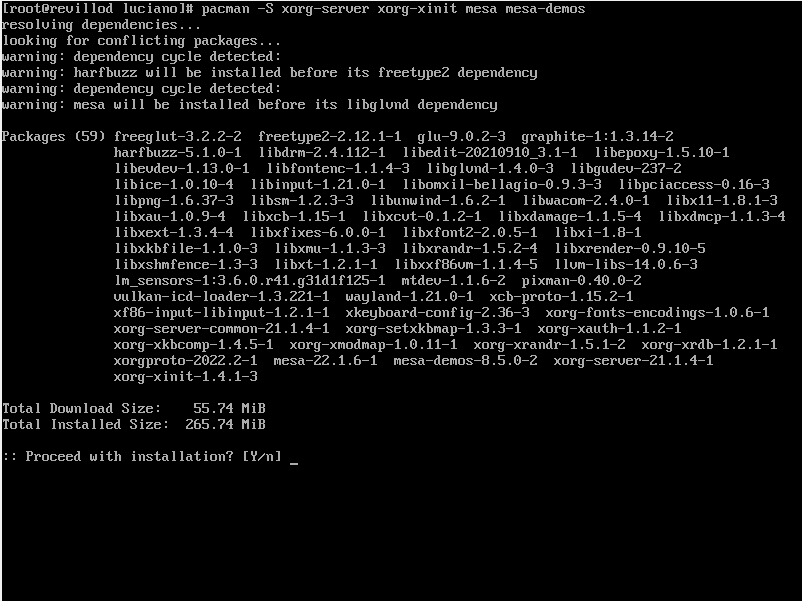 [root@revillod luciano]# pacman -S xorg-server xorg-xinit mesa mesa-demos
resolving dependencies...
looking for conflicting packages...
warning: dependency cycle detected:
warning: harfbuzz will be installed before its freetype2 dependency
warning: dependency cycle detected:
warning: mesa will be installed before its libglvnd dependency
Packages (59) freeglut-3.2.2-2  freetype2-2.12.1-1  glu-9.0.2-3  graphite-1:1.3.14-2
harfbuzz-5.1.0-1  libdrm-2.4.112-1  libedit-20210910_3.1-1  libepoxy-1.5.10-1
libevdev-1.13.0-1  libfontenc-1.1.4-3  libglvnd-1.4.0-3  libgudev-237-2
libice-1.0.10-4  libinput-1.21.0-1  libomxil-bellagio-0.9.3-3  libpciaccess-0.16-3
libpng-1.6.37-3  libsm-1.2.3-3  libunwind-1.6.2-1  libwacom-2.4.0-1  libx11-1.8.1-3
libxau-1.0.9-4  libxcb-1.15-1  libxcvt-0.1.2-1  libxdamage-1.1.5-4  libxdmcp-1.1.3-4
libxext-1.3.4-4  libxfixes-6.0.0-1  libxfont2-2.0.5-1  libxi-1.8-1
libxkbfile-1.1.0-3  libxmu-1.1.3-3  libxrandr-1.5.2-4  libxrender-0.9.10-5
libxshmfence-1.3-3  libxt-1.2.1-1  libxxf86vm-1.1.4-5  llvm-libs-14.0.6-3
lm_sensors-1:3.6.0.r41.g31d1f125-1  mtdev-1.1.6-2  pixman-0.40.0-2
vulkan-icd-loader-1.3.221-1  wayland-1.21.0-1  xcb-proto-1.15.2-1
xf86-input-libinput-1.2.1-1  xkeyboard-config-2.36-3  xorg-fonts-encodings-1.0.6-1
xorg-server-common-21.1.4-1  xorg-setxkbmap-1.3.3-1  xorg-xauth-1.1.2-1
xorg-xkbcomp-1.4.5-1  xorg-xmodmap-1.0.11-1  xorg-xrandr-1.5.1-2  xorg-xrdb-1.2.1-1
xorgproto-2022.2-1  mesa-22.1.6-1  mesa-demos-8.5.0-2  xorg-server-21.1.4-1
xorg-xinit-1.4.1-3
Total Download Size:    55.74 MiB
Total Installed Size:  265.74 MiB
:: Proceed with installation? [Y/n] _